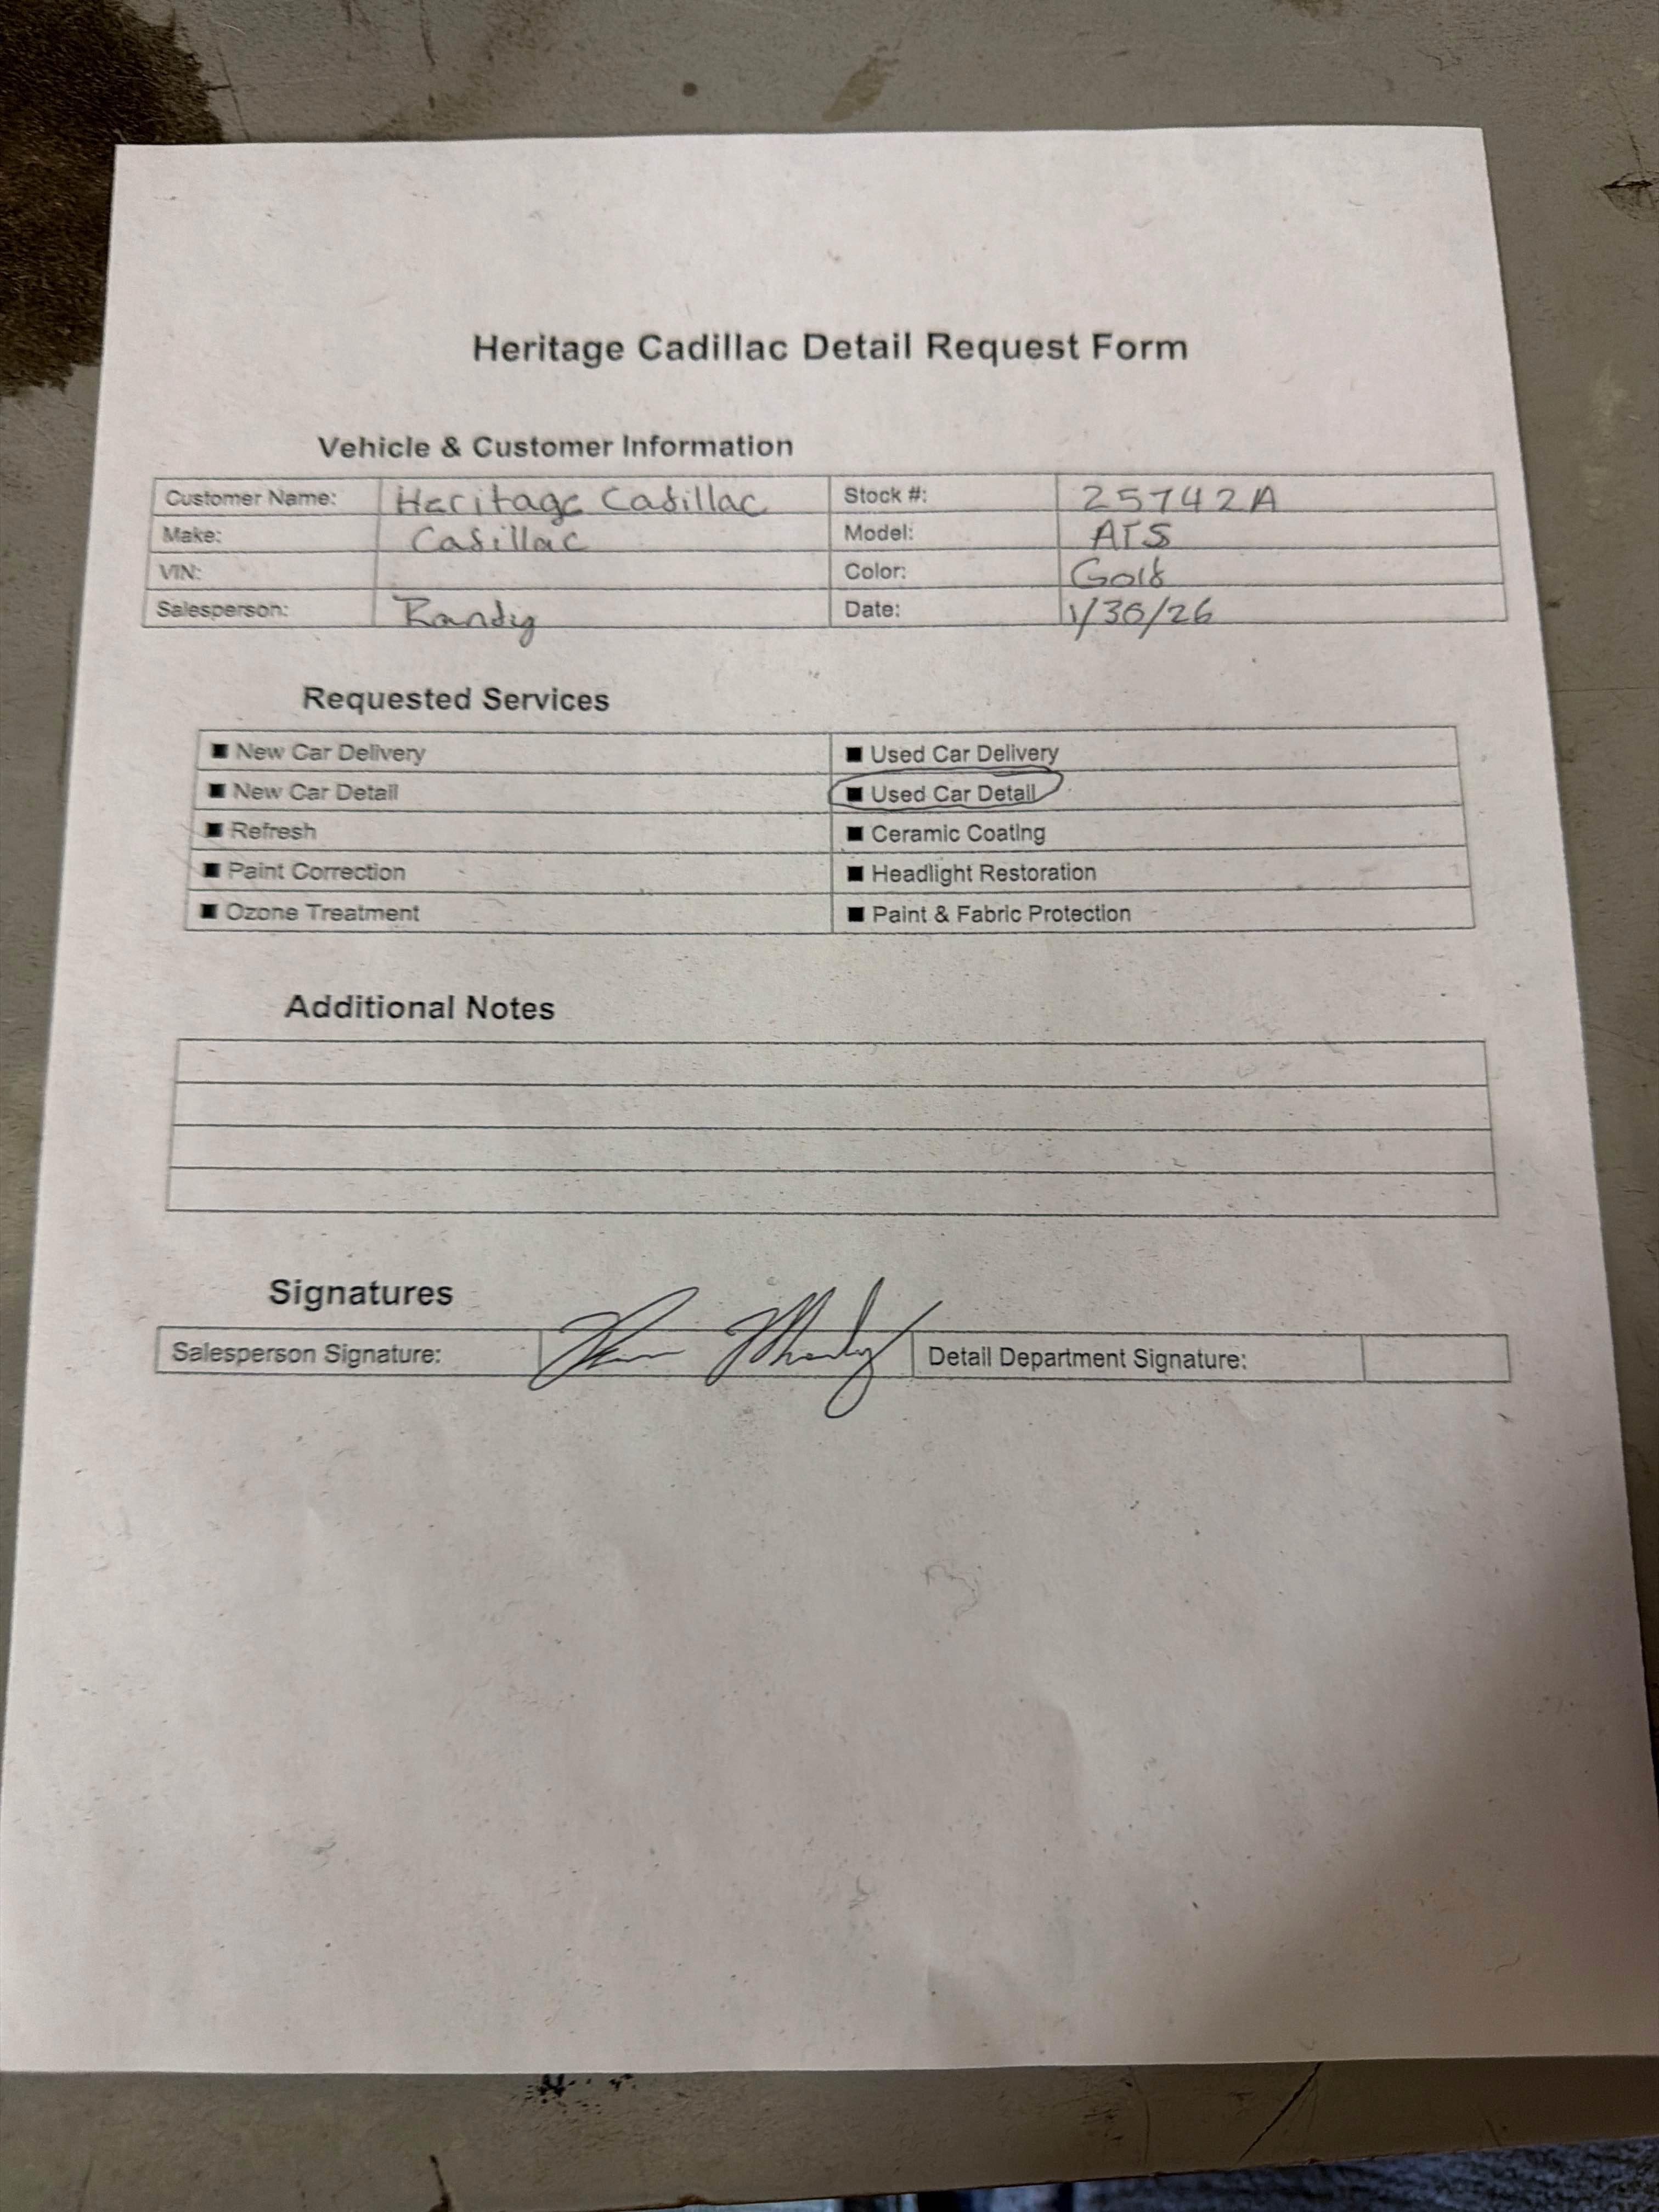 Heritage Cadillac Detail Request Form
Vehicle & Customer Information
Customer Name: Heritage Cadillac Stock #: 25742A
Make: Cadillac Model: ATS
VIN: Color: Gold
Salesperson: Randy Date: 1/30/26
Requested Services
■ New Car Delivery ■ Used Car Delivery
■ New Car Detail ■ Used Car Detail
■ Refresh ■ Ceramic Coating
■ Paint Correction ■ Headlight Restoration
■ Ozone Treatment ■ Paint & Fabric Protection
Additional Notes
Signatures
Salesperson Signature: Detail Department Signature: